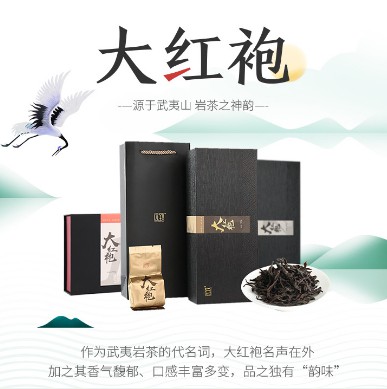 大红袍
源于武夷山 岩茶之神韵
大红袍
大红袍
大红袍
作为武夷岩茶的代名词，大红袍名声在外
加之其香气馥郁、口感丰富多变，品之独有“韵味”